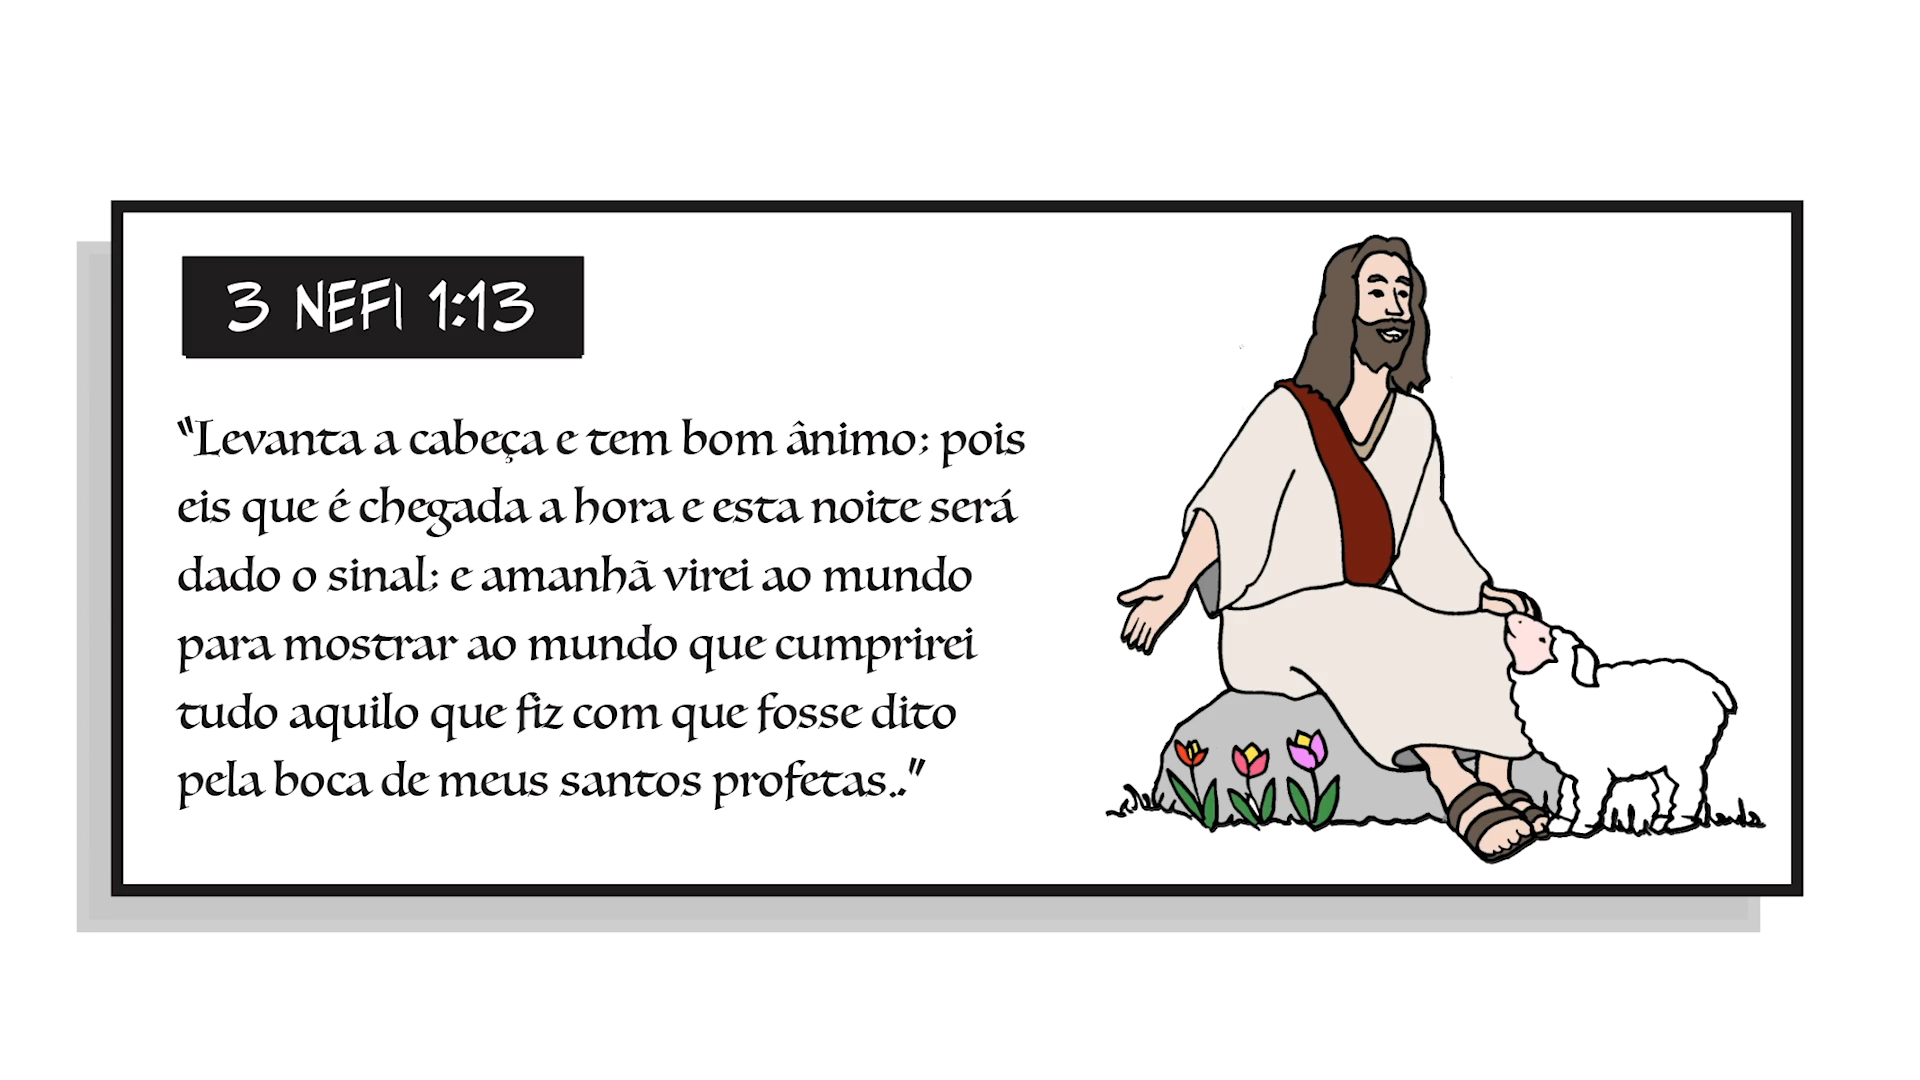 3 NEFI 1:13
“Levanta a cabeça e tem bom ânimo; pois
eis que é chegada a hora e esta noite será
dado o sinal; e amanhã virei ao mundo
para mostrar ao mundo que cumprirei
tudo aquilo que fiz com que fosse dito
pela boca de meus santos profetas..”